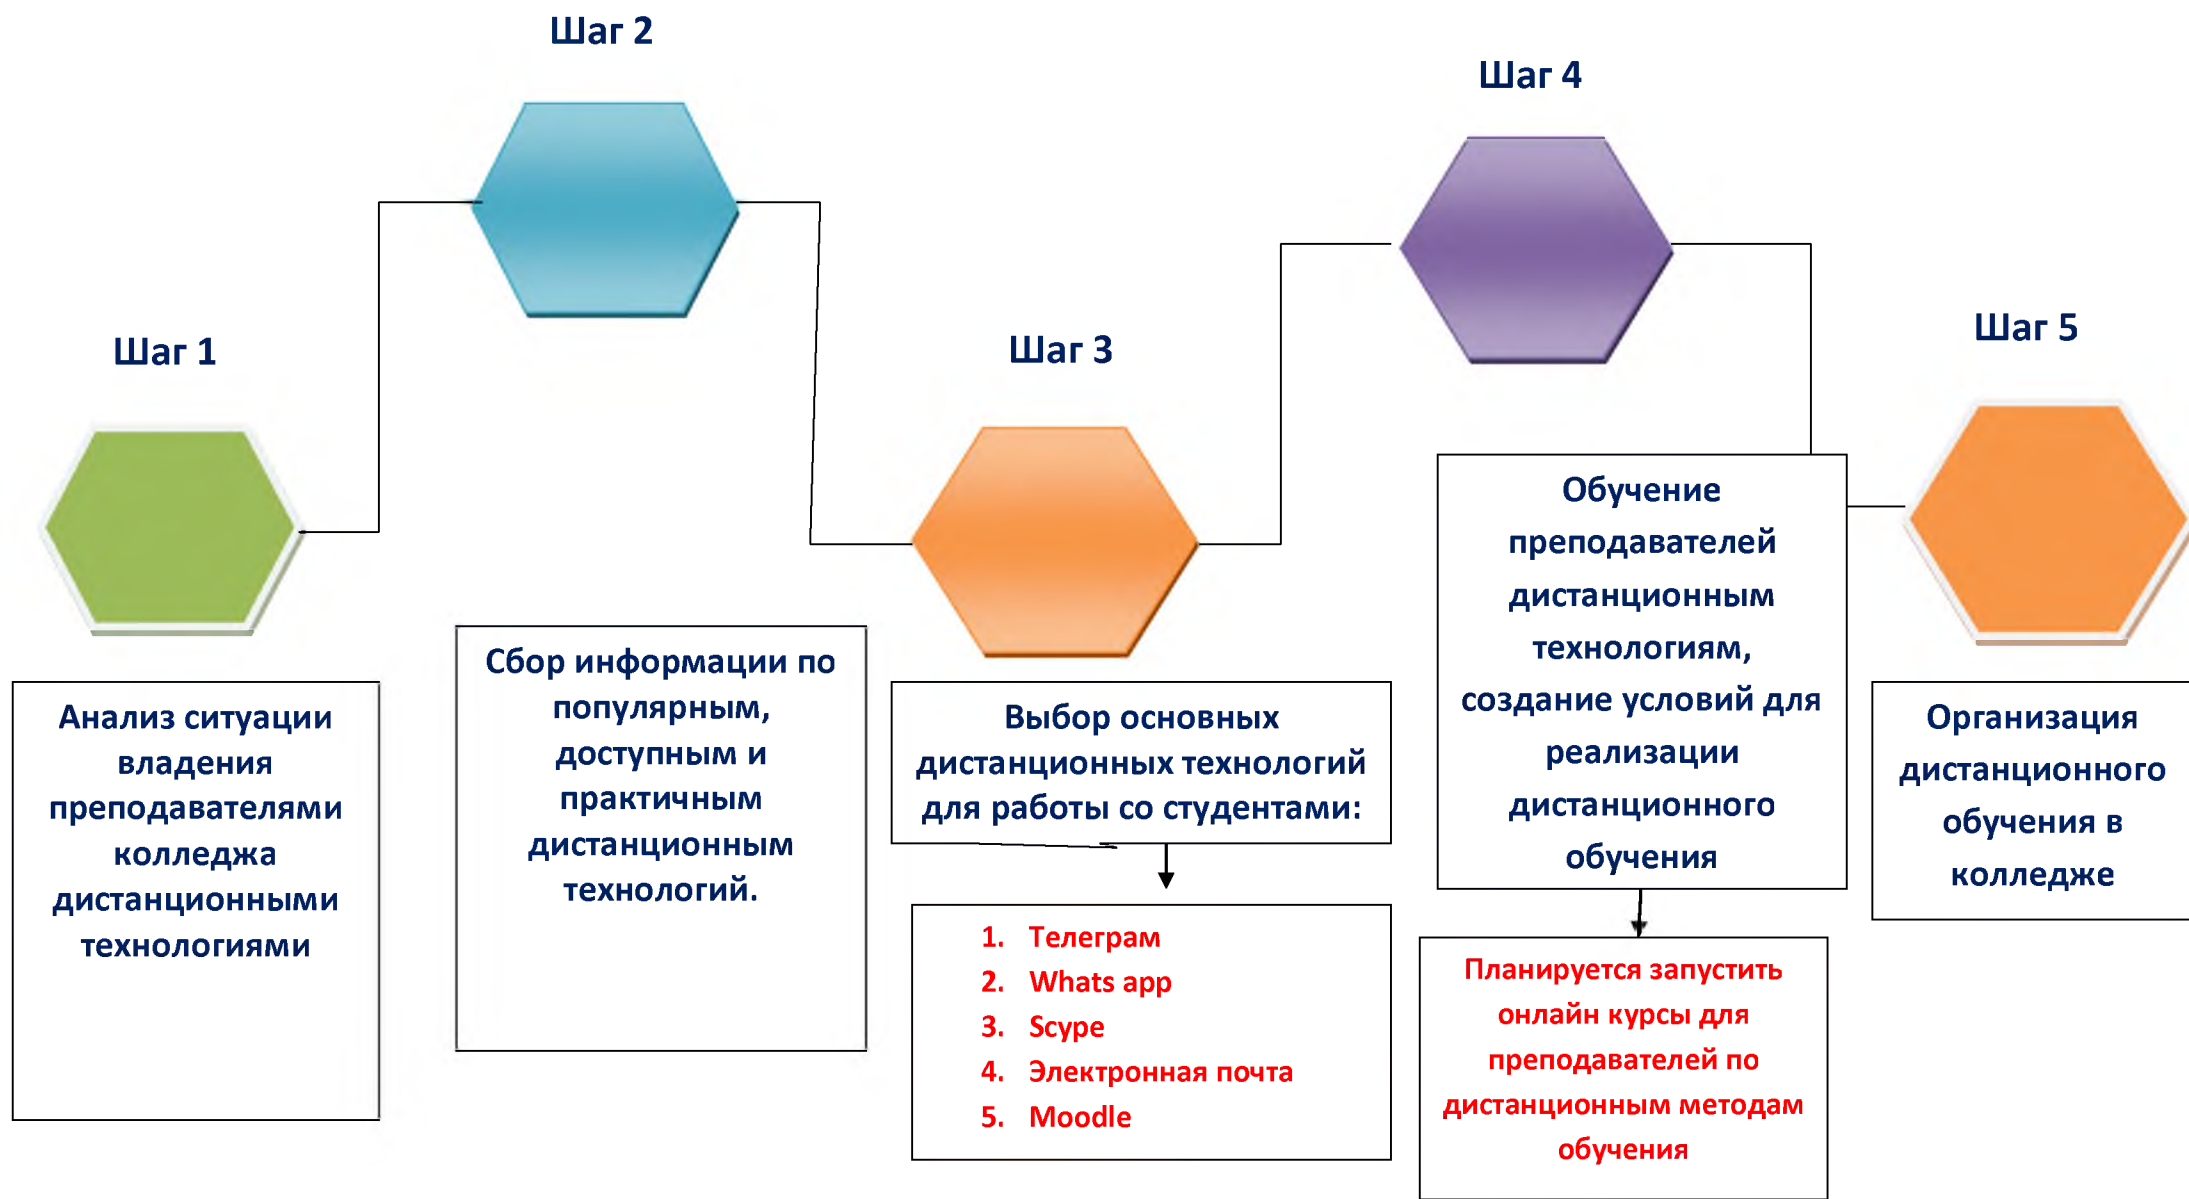 Шаг 1
Анализ ситуации
владения
преподавателями
колледжа
дистанционными
технологиями
Шаг 2
Сбор информации по
популярным,
доступным и
практичным
дистанционным
технологий.
Шаг 3
Выбор основных
дистанционных технологий
для работы со студентами:
1. Телеграм
2. Whats app
3. Scype
4. Электронная почта
5. Moodle
Шаг 4
Обучение
преподавателей
дистанционным
технологиям,
создание условий для
реализации
дистанционного
обучения
Планируется запустить
онлайн курсы для
преподавателей по
дистанционным методам
обучения
Шаг 5
Организация
дистанционного
обучения в
колледже